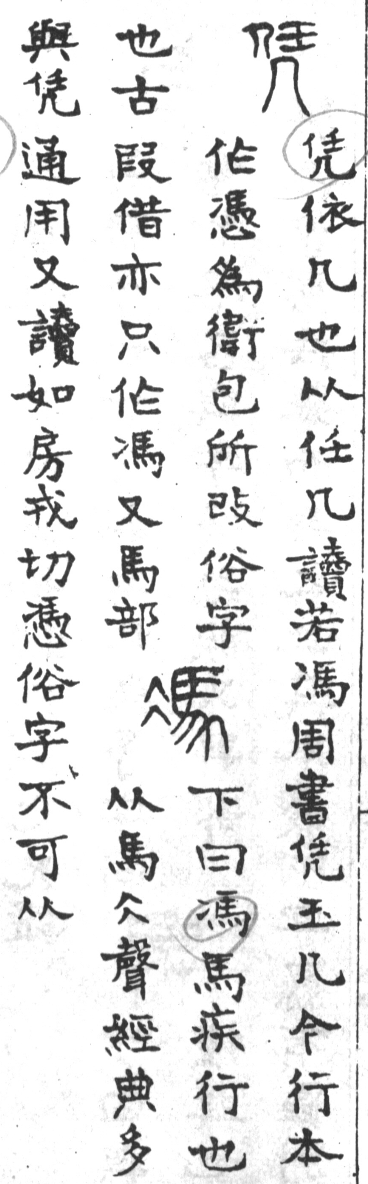 凭
凭依几也从任几讀若馮周書凭玉几今行本
作憑為衞包所改俗字
也古叚借亦只作馮又馬部
馮
下曰馮馬疾行也
从馬仌聲經典多
與凭通用又讀如房戎切憑俗字不可从